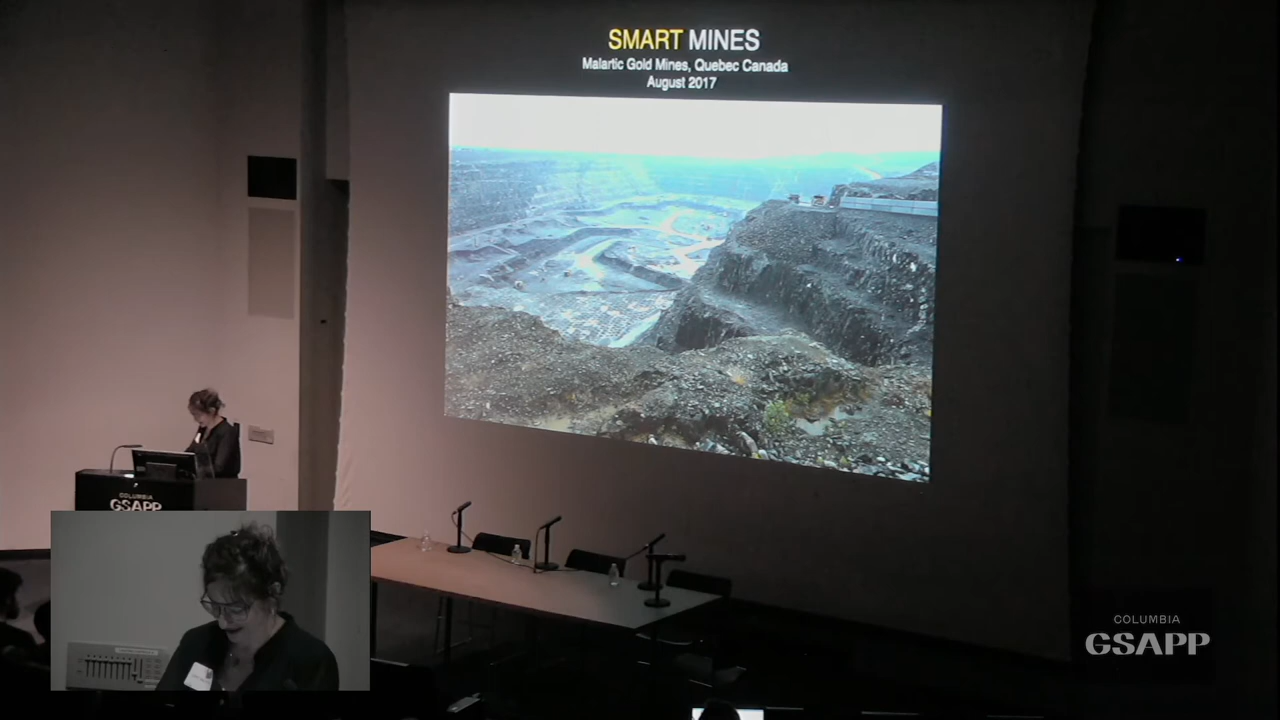 SMART MINES
Malartic Gold Mines, Quebec Canada
August 2017
COLUMBIA
GSAPP
COLUMBIA
GSAPP